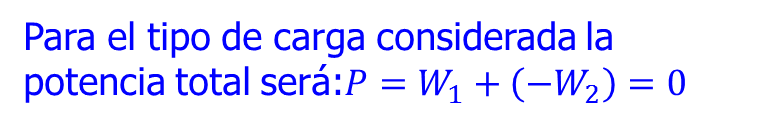 Para el tipo de carga considerada la
potencia total será:P = W₁ + (−W₂) = 0